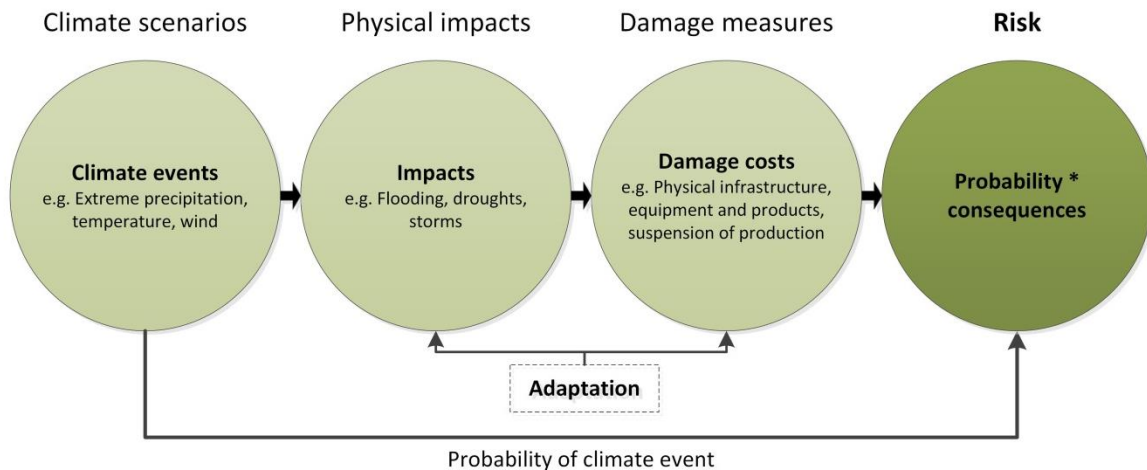 Climate scenarios
Physical impacts
Damage measures
Risk
Climate events
e.g. Extreme precipitation,
temperature, wind
Impacts
e.g. Flooding, droughts,
storms
Damage costs
e.g. Physical infrastructure,
equipment and products,
suspension of production
Probability *
consequences
Adaptation
Probability of climate event